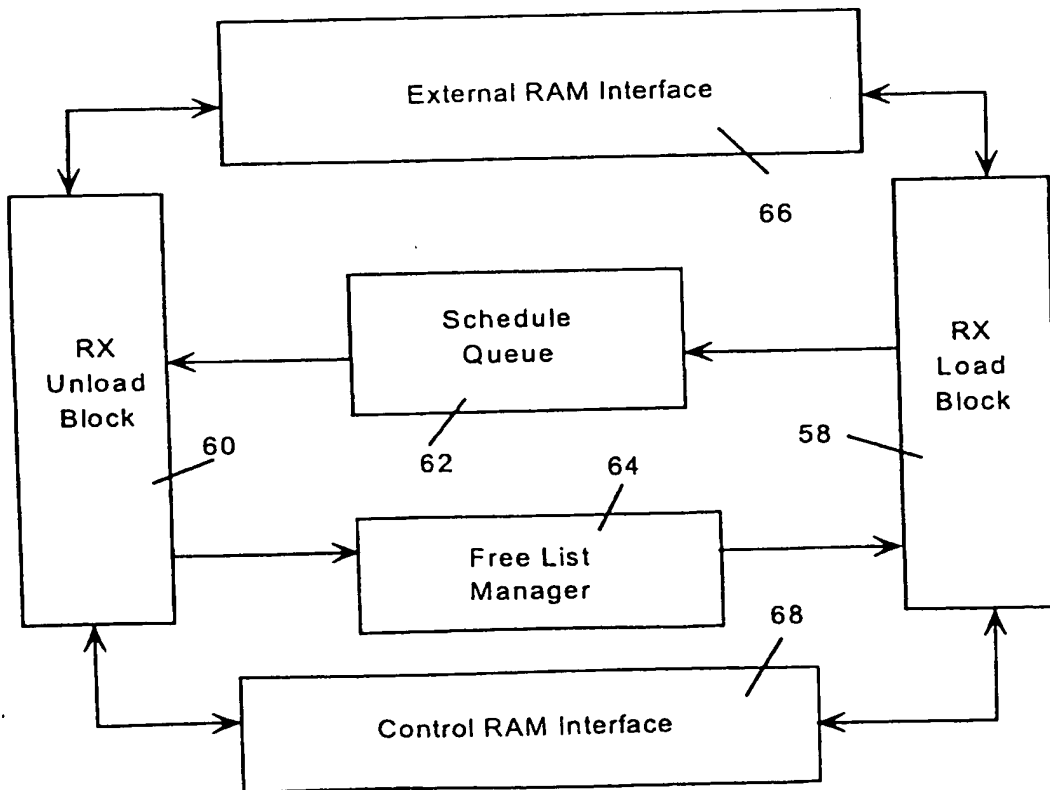 External RAM Interface
66
Schedule
Queue
62
RX
Unload
Block
60
RX
Load
Block
58
64
Free List
Manager
68
Control RAM Interface